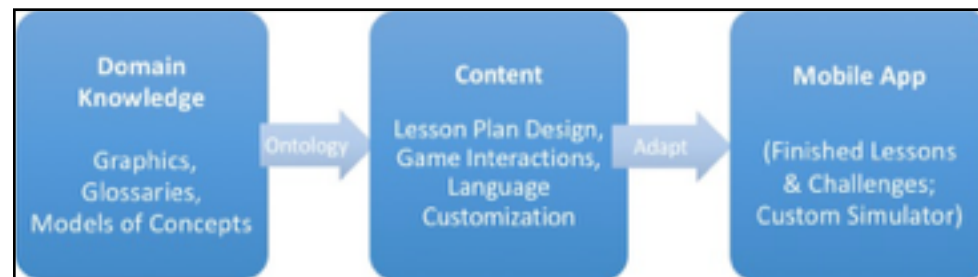 Domain
Knowledge
Graphics,
Glossaries,
Models of Concepts
Ontology
Content
Lesson Plan Design,
Game Interactions,
Language
Customization
Adapt
Mobile App
(Finished Lessons
& Challenges;
Custom Simulator)